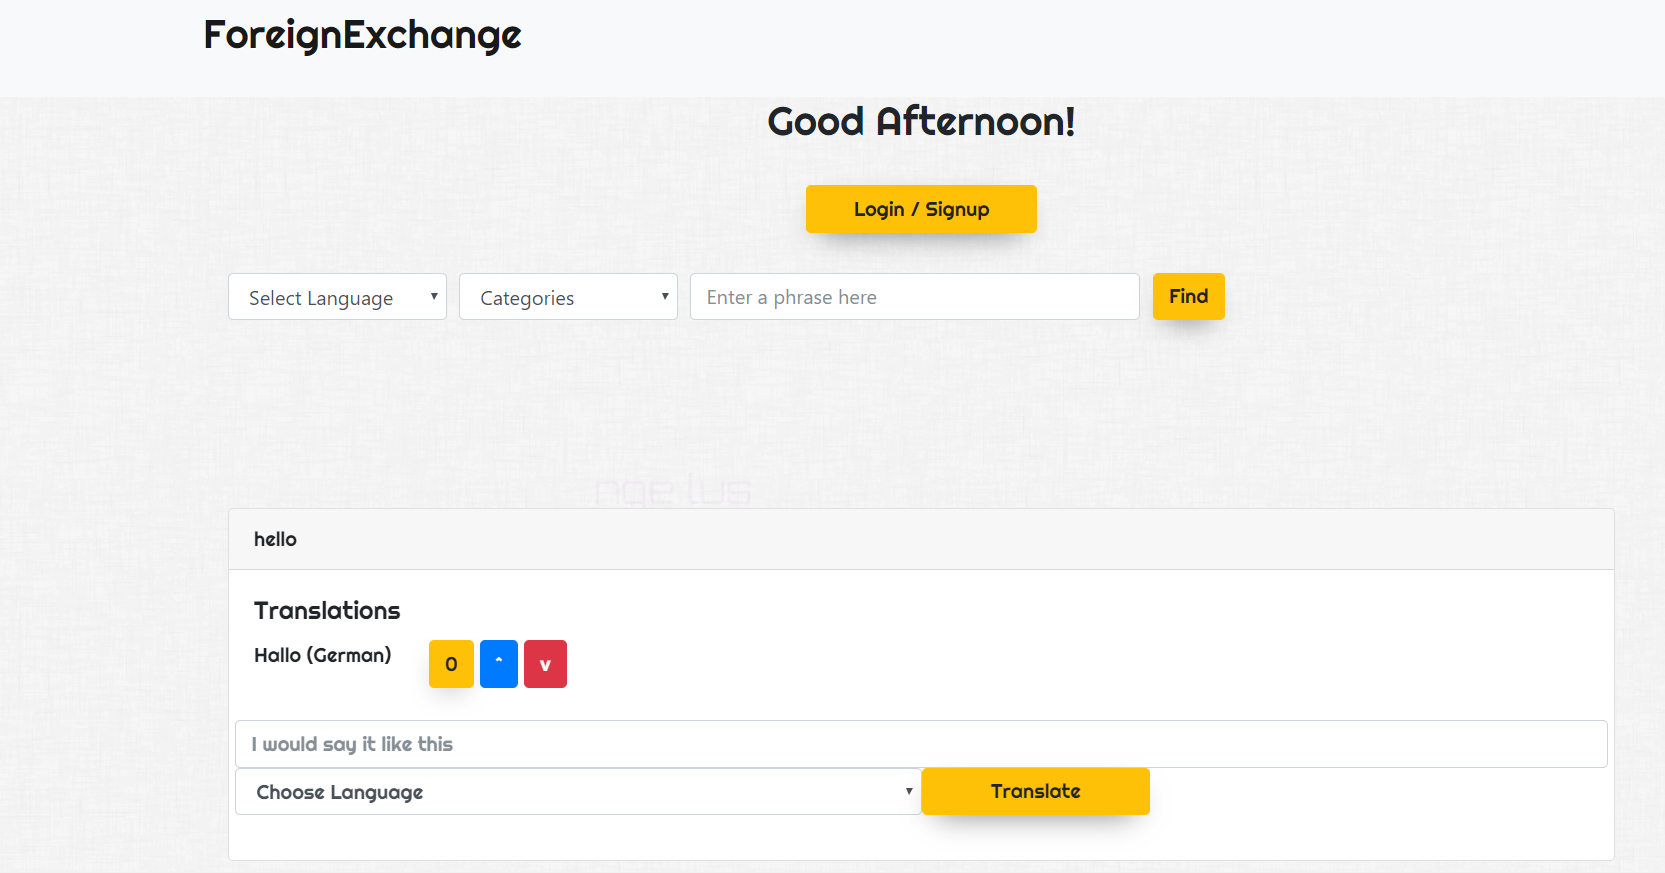 ForeignExchange
Good Afternoon!
Login / Signup
Select Language Categories Enter a phrase here Find
hello
Translations
Hallo (German) 0 ^ v
I would say it like this
Choose Language Translate